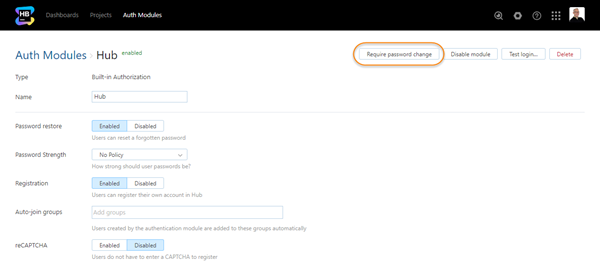 HB
Dashboards Projects Auth Modules
Auth Modules › Hub enabled
Require password change Disable module Test login... Delete
Type Built-in Authorization
Name Hub
Password restore Enabled Disabled
Users can reset a forgotten password
Password Strength No Policy
How strong should user passwords be?
Registration Enabled Disabled
Users can register their own account in Hub
Auto-join groups Add groups
Users created by the authentication module are added to these groups automatically
reCAPTCHA Enabled Disabled
Users do not have to enter a CAPTCHA to register